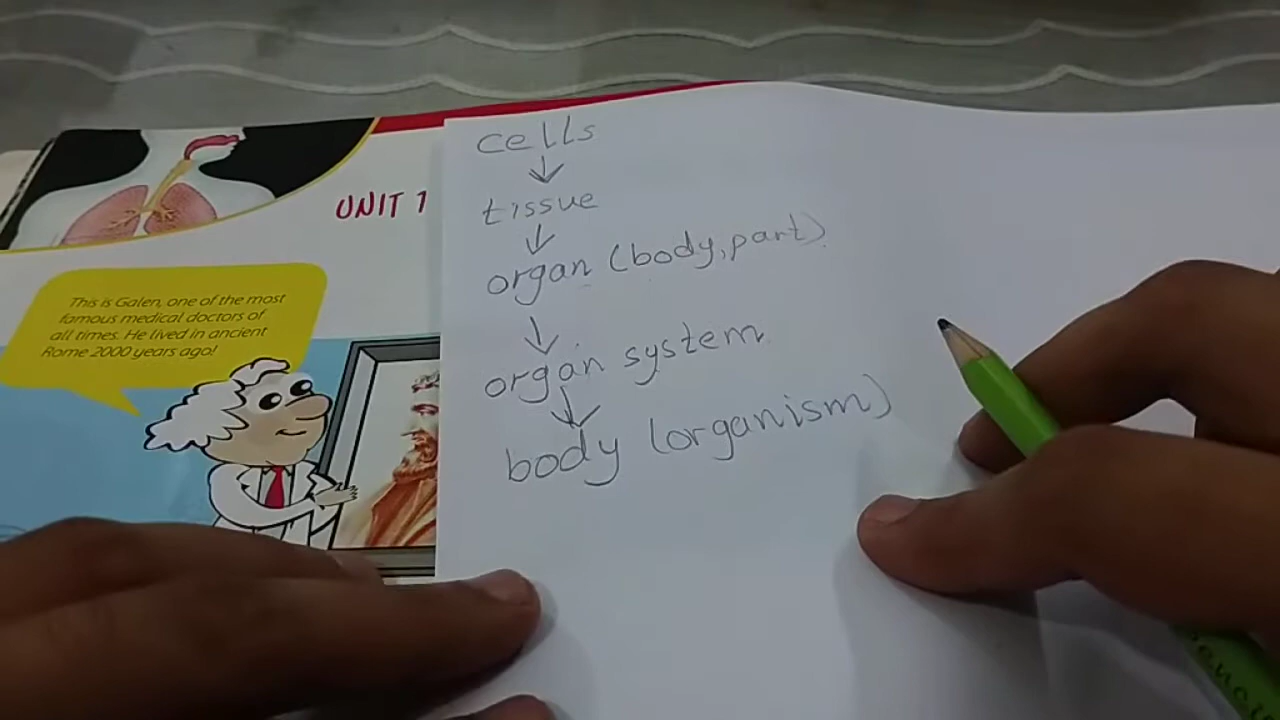 UNIT 1
This is Galen, one of the most
famous medical doctors of
all times. He lived in ancient
Rome 2000 years ago!
cells
tissue
organ (body,part)
organ system
body (organism)